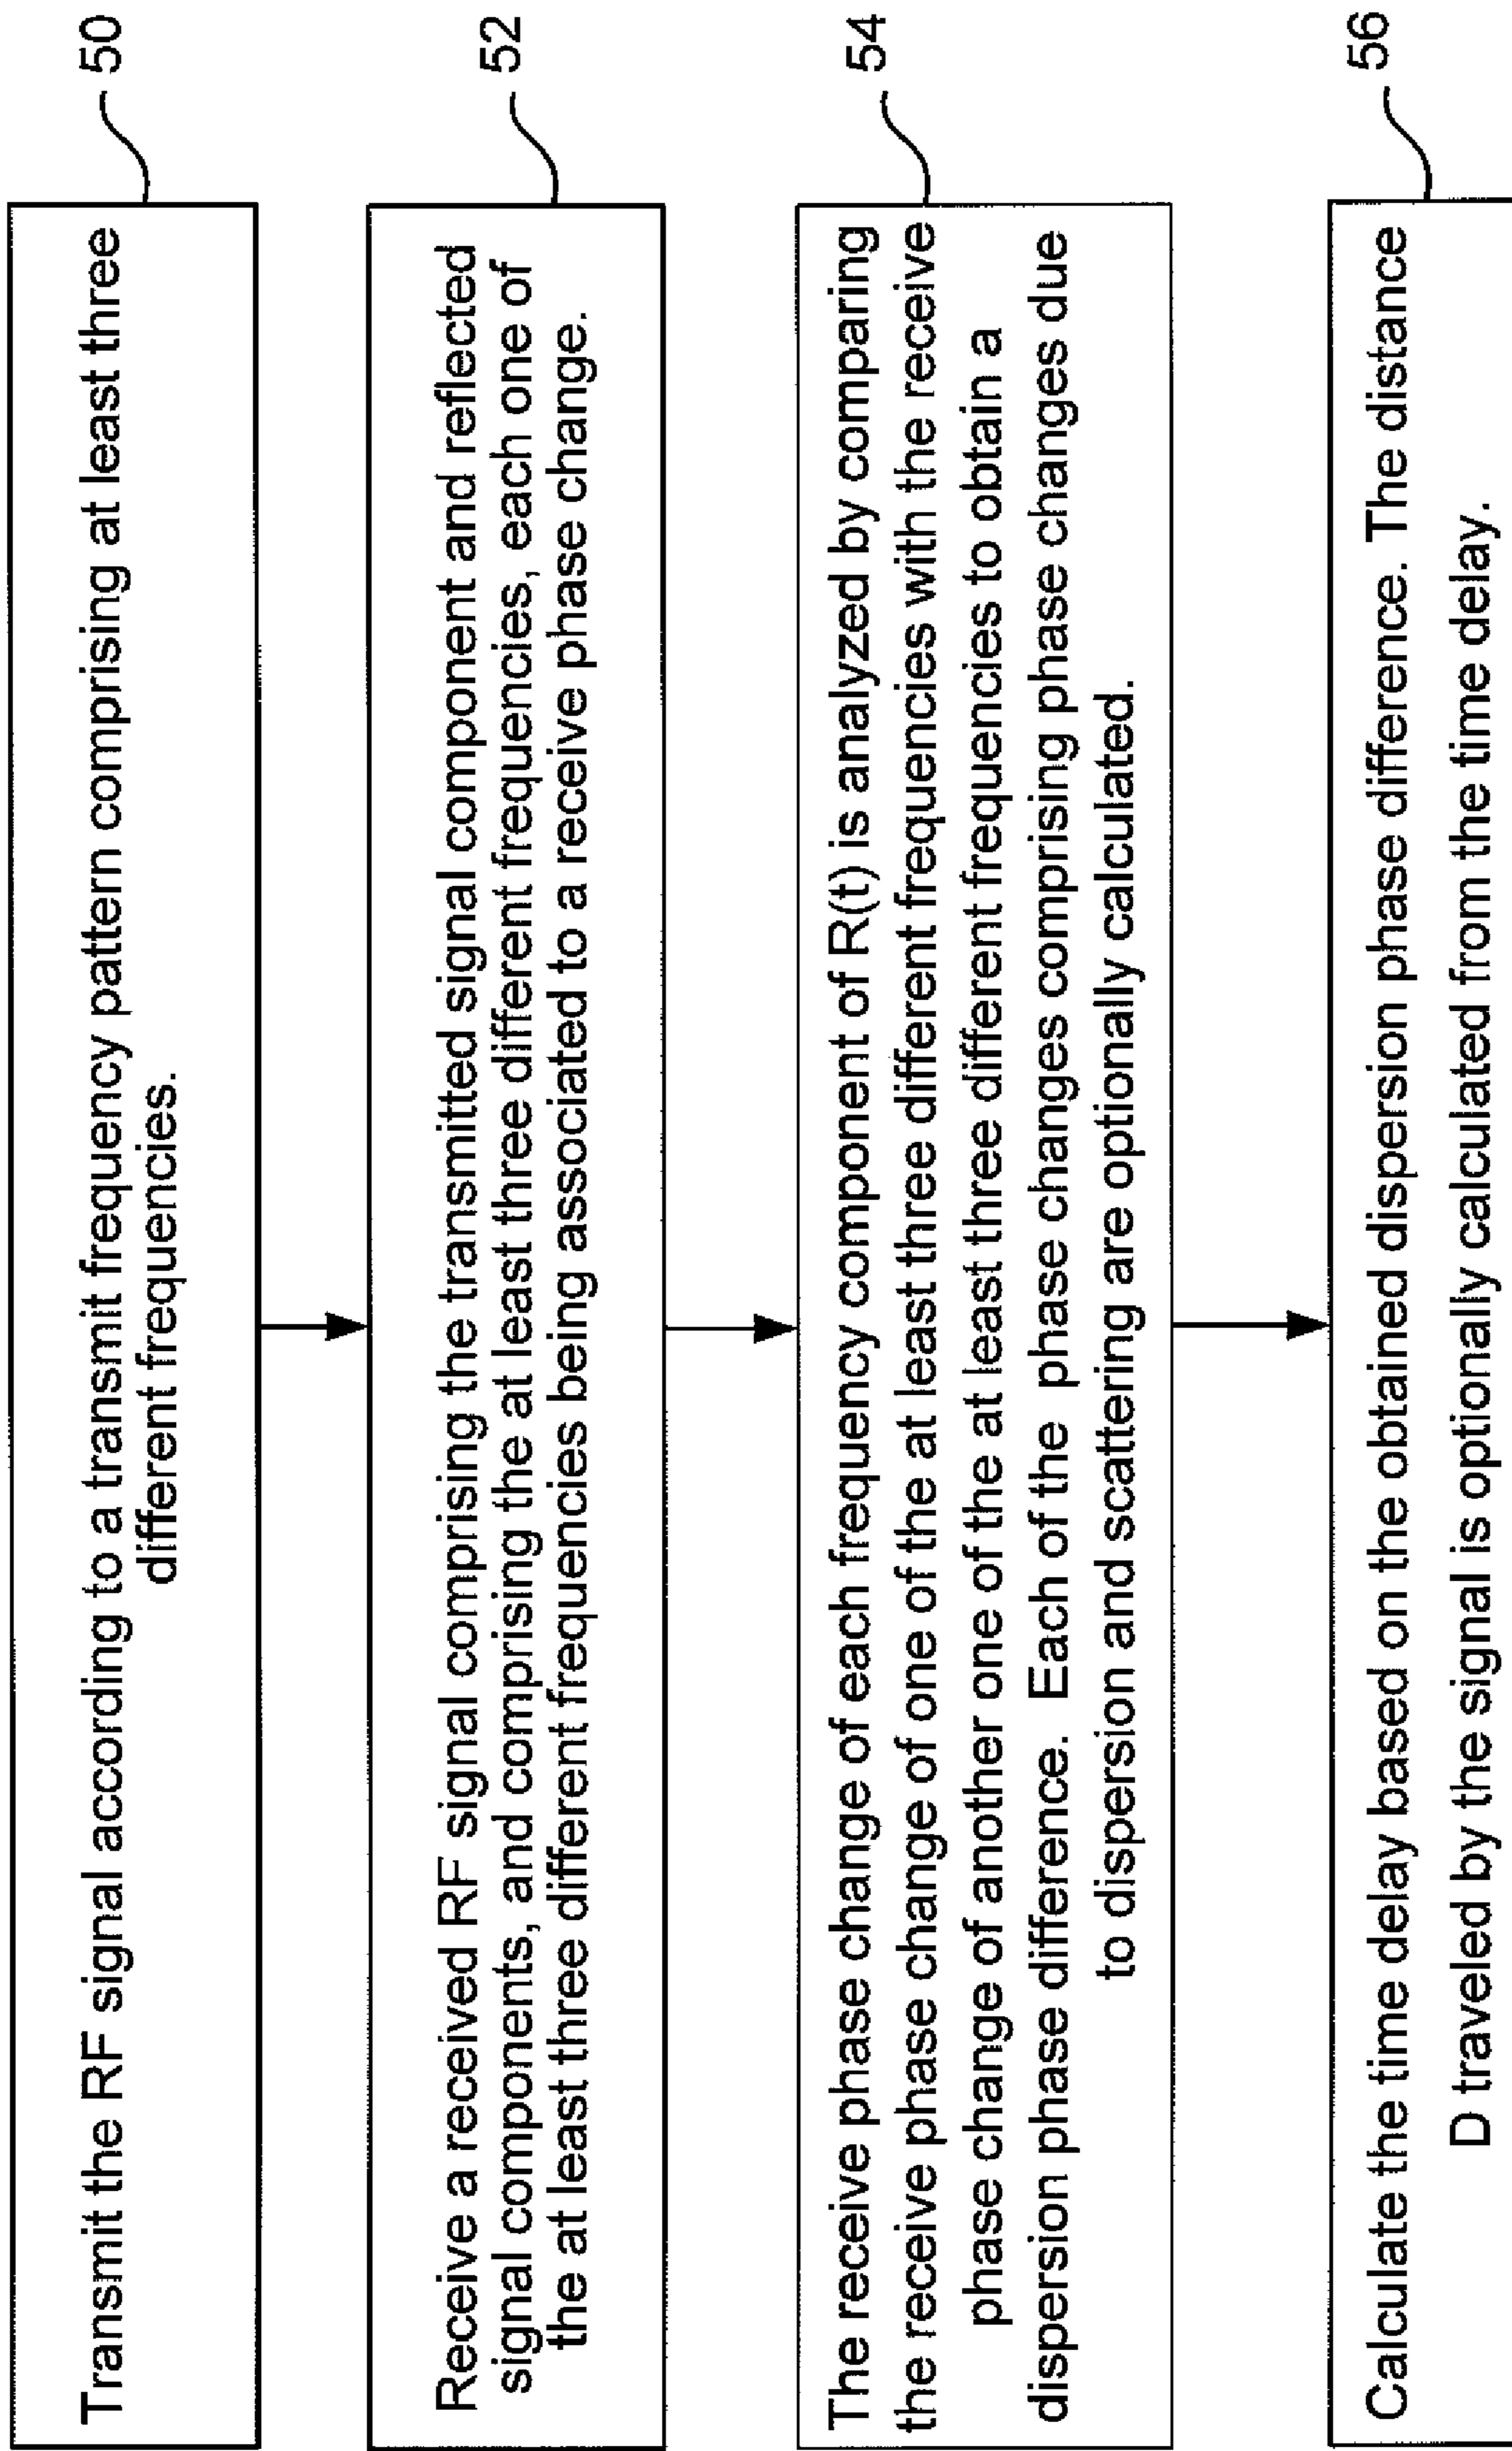 Transmit the RF signal according to a transmit frequency pattern comprising at least three
different frequencies.
50
Receive a received RF signal comprising the transmitted signal component and reflected
signal components, and comprising the at least three different frequencies, each one of
the at least three different frequencies being associated to a receive phase change.
52
The receive phase change of each frequency component of R(t) is analyzed by comparing
the receive phase change of one of the at least three different frequencies with the receive
phase change of another one of the at least three different frequencies to obtain a
dispersion phase difference. Each of the phase changes comprising phase changes due
to dispersion and scattering are optionally calculated.
54
Calculate the time delay based on the obtained dispersion phase difference. The distance
D traveled by the signal is optionally calculated from the time delay.
56